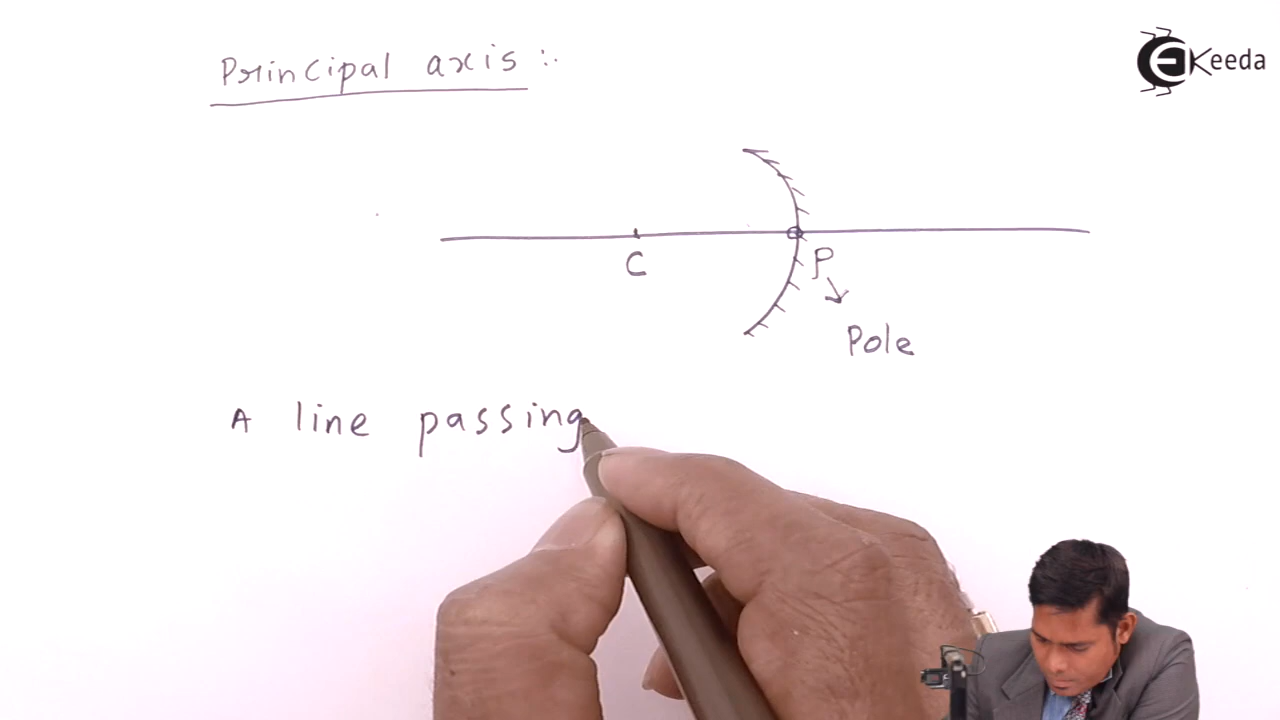 Principal axis :-
Keeda
C
P
Pole
A line passing